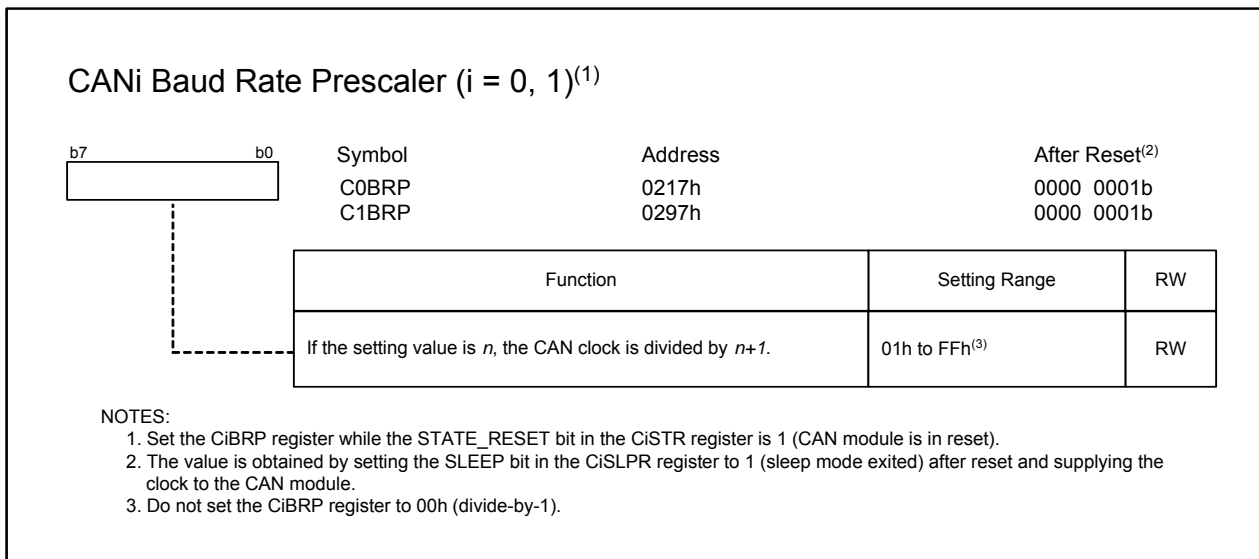 CANi Baud Rate Prescaler (i = 0, 1)(1)
b7 b0 Symbol Address After Reset(2)
C0BRP 0217h 0000 0001b
C1BRP 0297h 0000 0001b
Function Setting Range RW
If the setting value is n, the CAN clock is divided by n+1. 01h to FFh(3) RW
NOTES:
1. Set the CiBRP register while the STATE_RESET bit in the CiSTR register is 1 (CAN module is in reset).
2. The value is obtained by setting the SLEEP bit in the CiSLPR register to 1 (sleep mode exited) after reset and supplying the
clock to the CAN module.
3. Do not set the CiBRP register to 00h (divide-by-1).